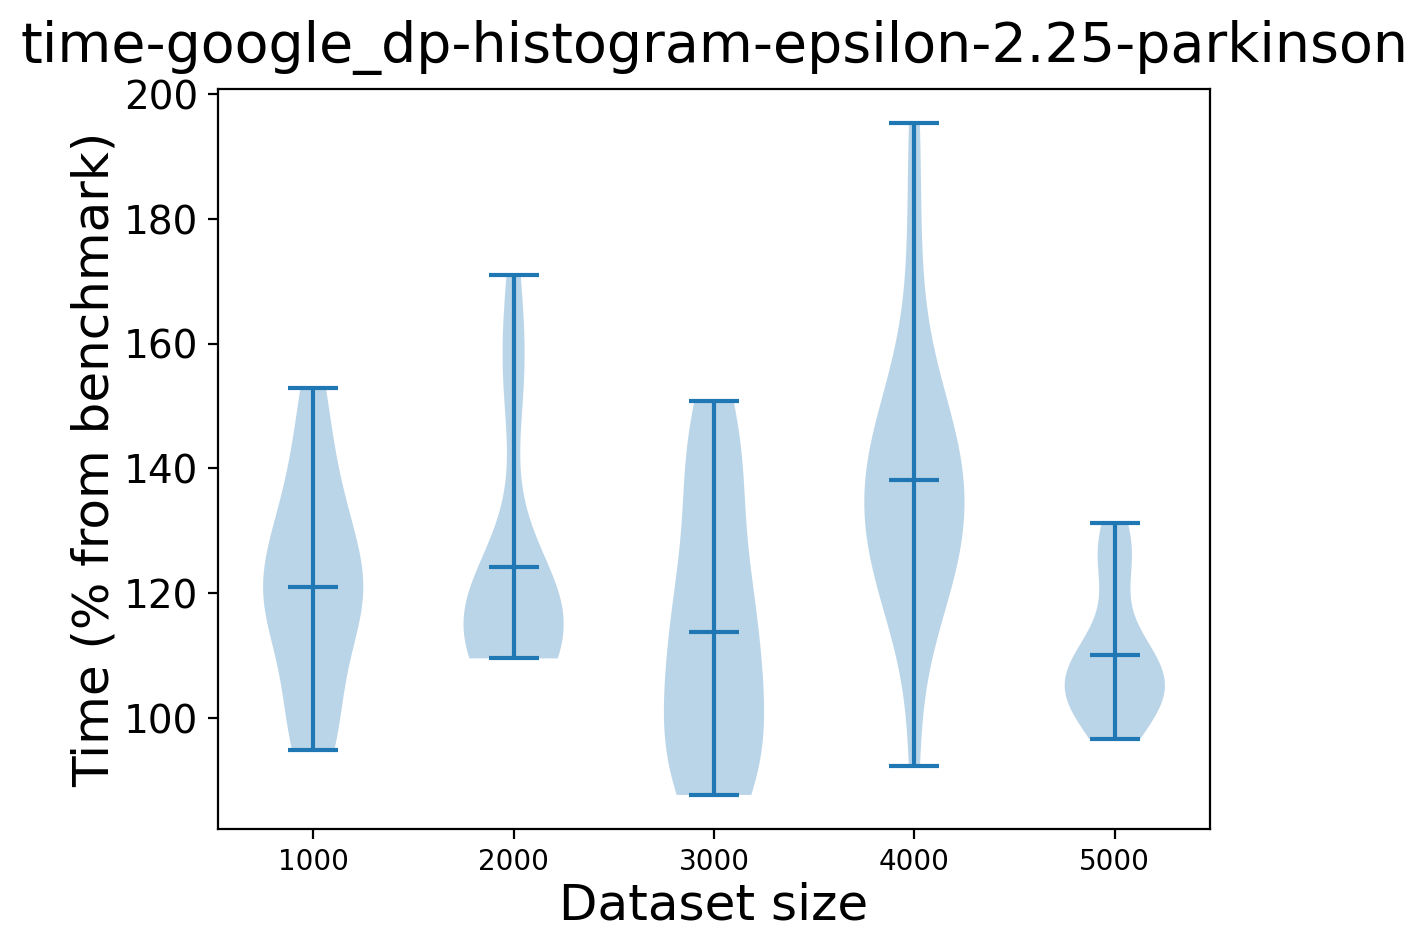 time-google_dp-histogram-epsilon-2.25-parkinson
200
180
160
140
120
100
Time (% from benchmark)
1000 2000 3000 4000 5000
Dataset size